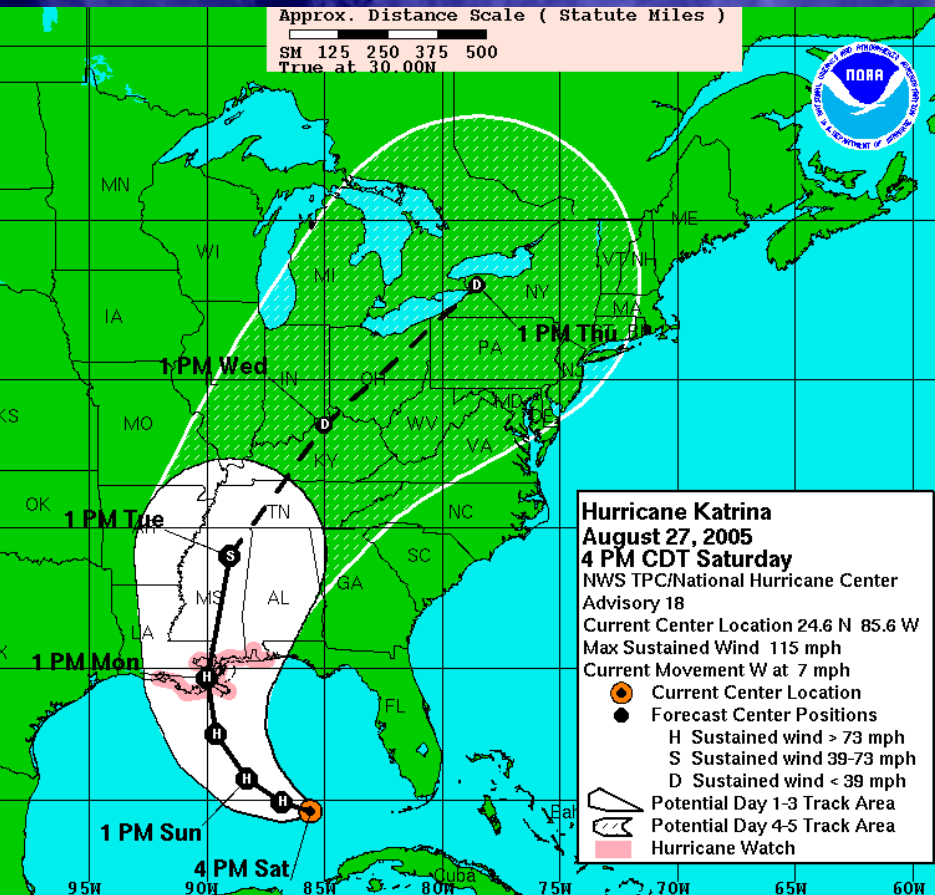 Approx. Distance Scale ( Statute Miles )
SM 125 250 375 500
True at 30.00N
NOAA
MN
ME
WI
VT NH
MI
NY
MA
IA
1 PM Thu
PA
1 PM Wed
IN
OH
NJ
MD
DE
KS
MO
WV
VA
KY
OK
TN
NC
1 PM Tue
SC
MS
AL
GA
LA
1 PM Mon
FL
1 PM Sun
4 PM Sat
Bah
Cuba
Hurricane Katrina
August 27, 2005
4 PM CDT Saturday
NWS TPC/National Hurricane Center
Advisory 18
Current Center Location 24.6 N 85.6 W
Max Sustained Wind 115 mph
Current Movement W at 7 mph
Current Center Location
Forecast Center Positions
H Sustained wind > 73 mph
S Sustained wind 39-73 mph
D Sustained wind < 39 mph
Potential Day 1-3 Track Area
Potential Day 4-5 Track Area
Hurricane Watch
D
D
S
H
H
H
H
95W 90W 85W 80W 75W 70W 65W 60W